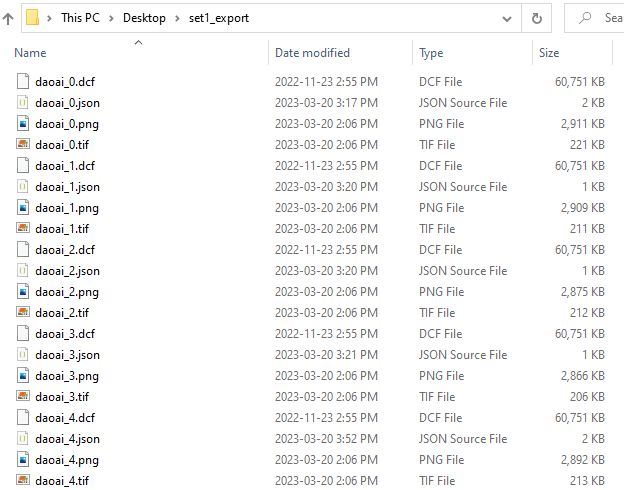 This PC > Desktop > set1_export Sea
Name Date modified Type Size
daoai_0.dcf 2022-11-23 2:55 PM DCF File 60,751 KB
daoai_0.json 2023-03-20 3:17 PM JSON Source File 2 KB
daoai_0.png 2023-03-20 2:06 PM PNG File 2,911 KB
daoai_0.tif 2023-03-20 2:06 PM TIF File 221 KB
daoai_1.dcf 2022-11-23 2:55 PM DCF File 60,751 KB
daoai_1.json 2023-03-20 3:20 PM JSON Source File 1 KB
daoai_1.png 2023-03-20 2:06 PM PNG File 2,909 KB
daoai_1.tif 2023-03-20 2:06 PM TIF File 211 KB
daoai_2.dcf 2022-11-23 2:55 PM DCF File 60,751 KB
daoai_2.json 2023-03-20 3:20 PM JSON Source File 1 KB
daoai_2.png 2023-03-20 2:06 PM PNG File 2,875 KB
daoai_2.tif 2023-03-20 2:06 PM TIF File 212 KB
daoai_3.dcf 2022-11-23 2:55 PM DCF File 60,751 KB
daoai_3.json 2023-03-20 3:21 PM JSON Source File 1 KB
daoai_3.png 2023-03-20 2:06 PM PNG File 2,866 KB
daoai_3.tif 2023-03-20 2:06 PM TIF File 206 KB
daoai_4.dcf 2022-11-23 2:55 PM DCF File 60,751 KB
daoai_4.json 2023-03-20 3:52 PM JSON Source File 2 KB
daoai_4.png 2023-03-20 2:06 PM PNG File 2,892 KB
daoai_4.tif 2023-03-20 2:06 PM TIF File 213 KB